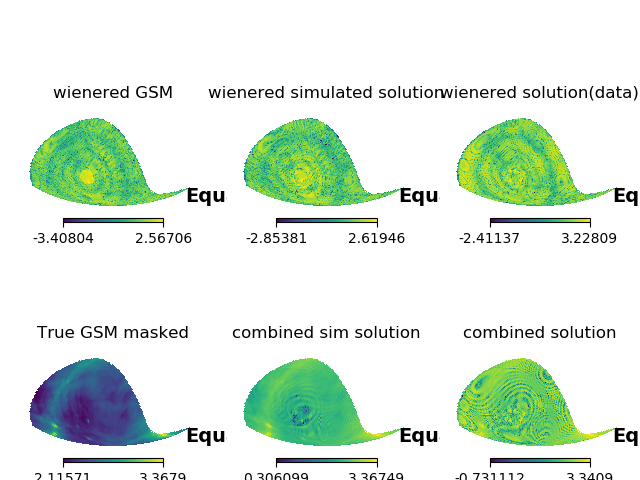 wienered GSM
wienered simulated solution
wienered solution(data)
Equ
Equ
Eq
-3.40804
2.56706
-2.85381
2.61946
-2.41137
3.22809
True GSM masked
combined sim solution
combined solution
Equ
Equ
Eq
2.11571
3.3679
0.306099
3.36749
-0.731112
3.3409